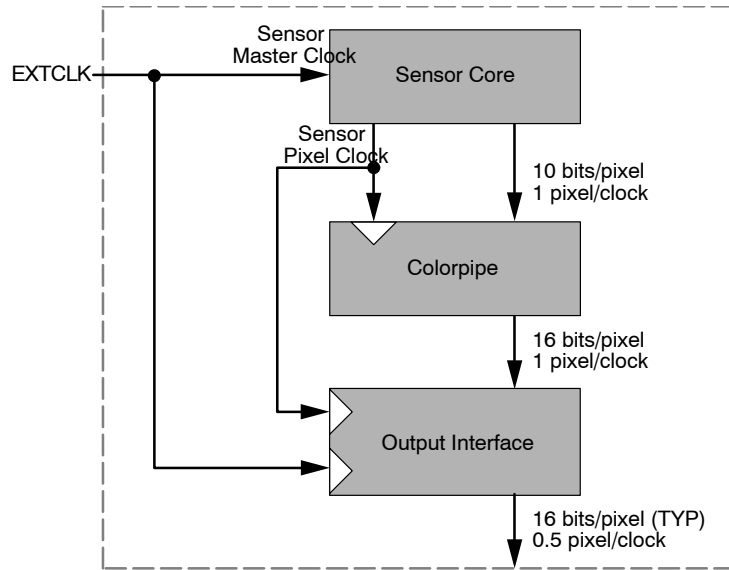 Sensor
Master Clock
EXTCLK
Sensor Core
Sensor
Pixel Clock
10 bits/pixel
1 pixel/clock
Colorpipe
16 bits/pixel
1 pixel/clock
Output Interface
16 bits/pixel (TYP)
0.5 pixel/clock